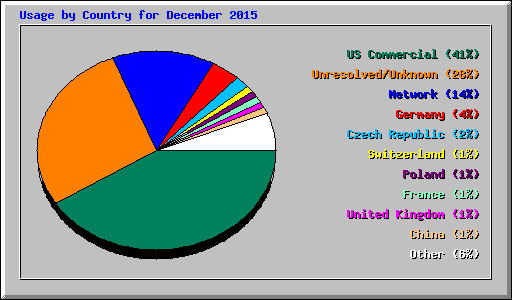 Usage by Country for December 2015
US Commercial (41%)
Unresolved/Unknown (28%)
Network (14%)
Germany (4%)
Czech Republic (2%)
Switzerland (1%)
Poland (1%)
France (1%)
United Kingdom (1%)
China (1%)
Other (6%)